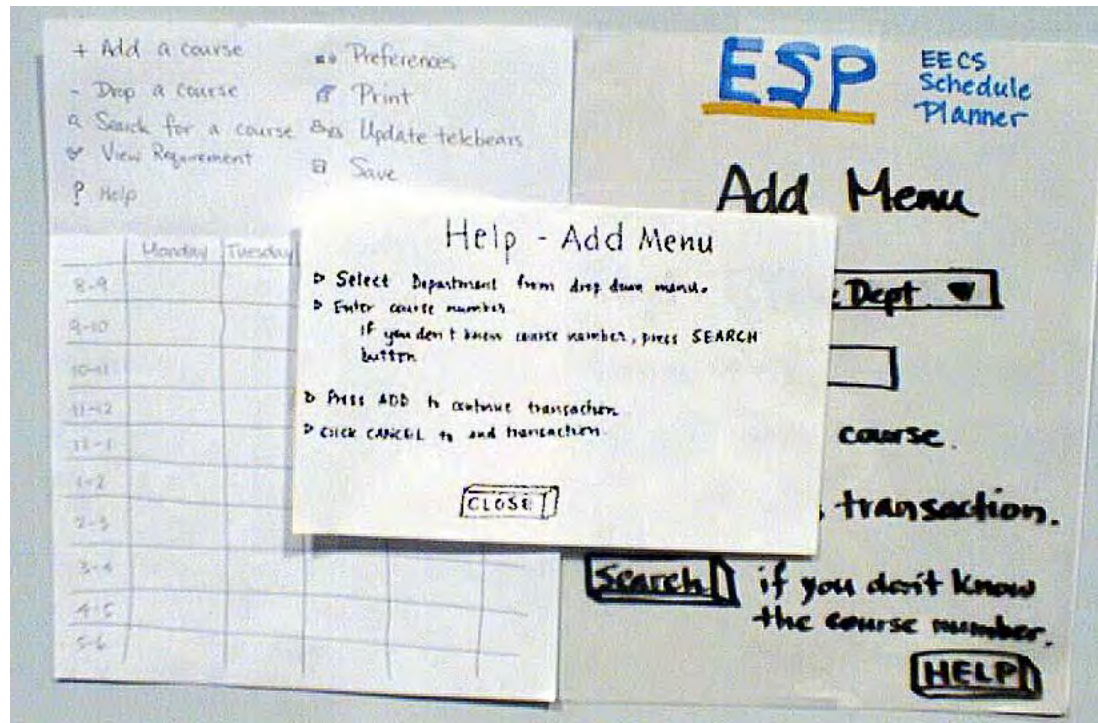 + Add a course
- Drop a course
Search for a course
View Requirement
? Help
Preferences
Print
Update telebears
Save
Monday Tuesday
8-9
9-10
10-11
11-12
12-1
1-2
2-3
3-4
4-5
5-6
Help - Add Menu
▷ Select Department from drop down menu.
▷ Enter course number
If you don't know course number, press SEARCH
button
▷ Press ADD to continue transaction.
▷ Click CANCEL to end transaction.
CLOSE
ESP
EECS
Schedule
Planner
Add Menu
Dept. ▼
course.
transaction.
Search if you don't know
the course number.
HELP